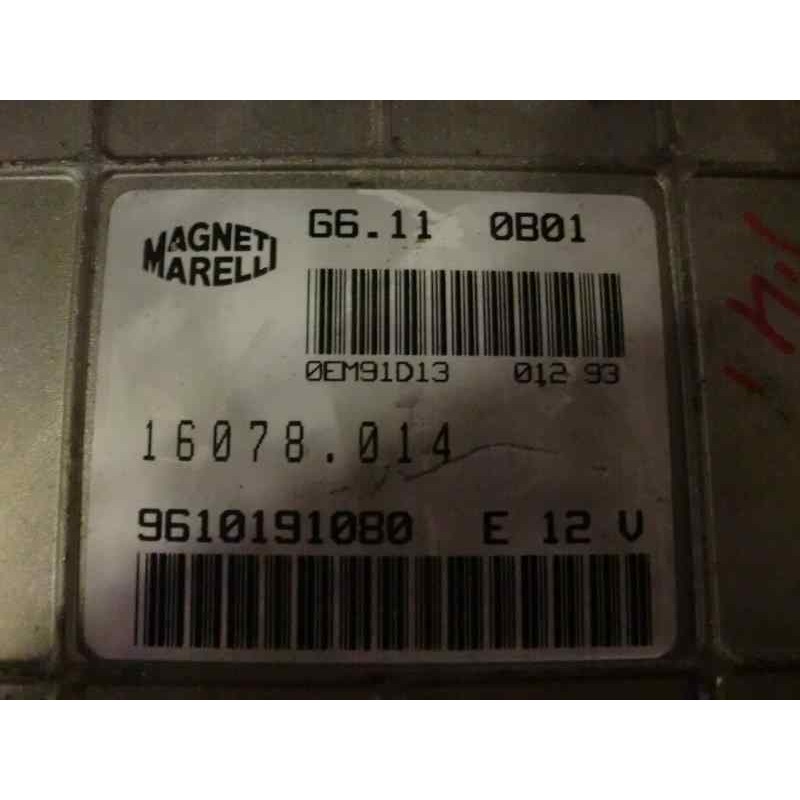 MAGNETI
MARELLI
G6.11 0B01
0EM91D13 012 93
16078.014
9610191080 E 12 V